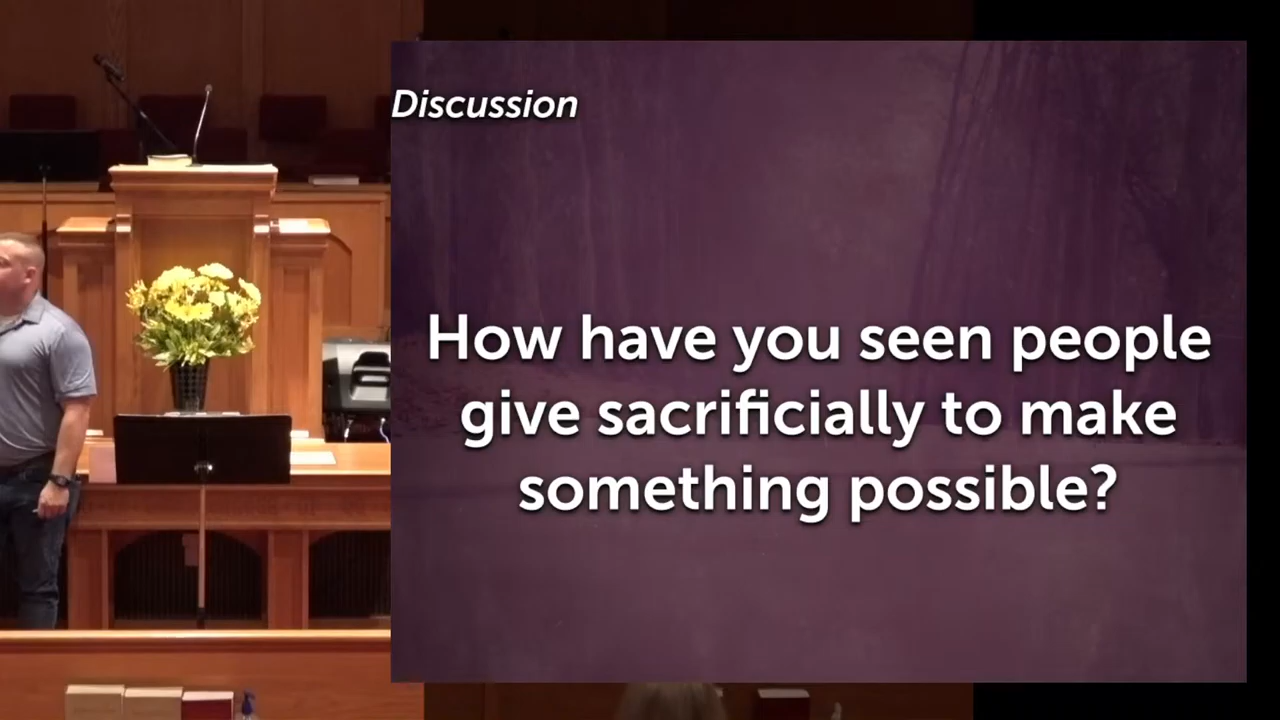 Discussion
How have you seen people
give sacrificially to make
something possible?